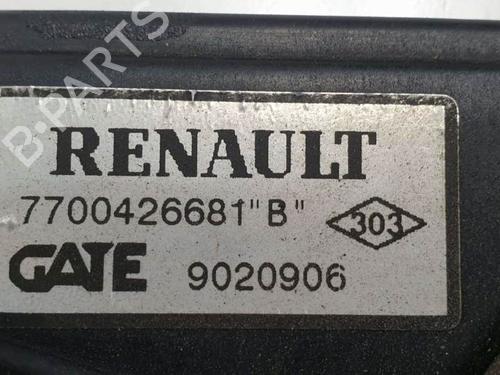 B-PARTS
RENAULT
7700426681"B" 303
GATE 9020906